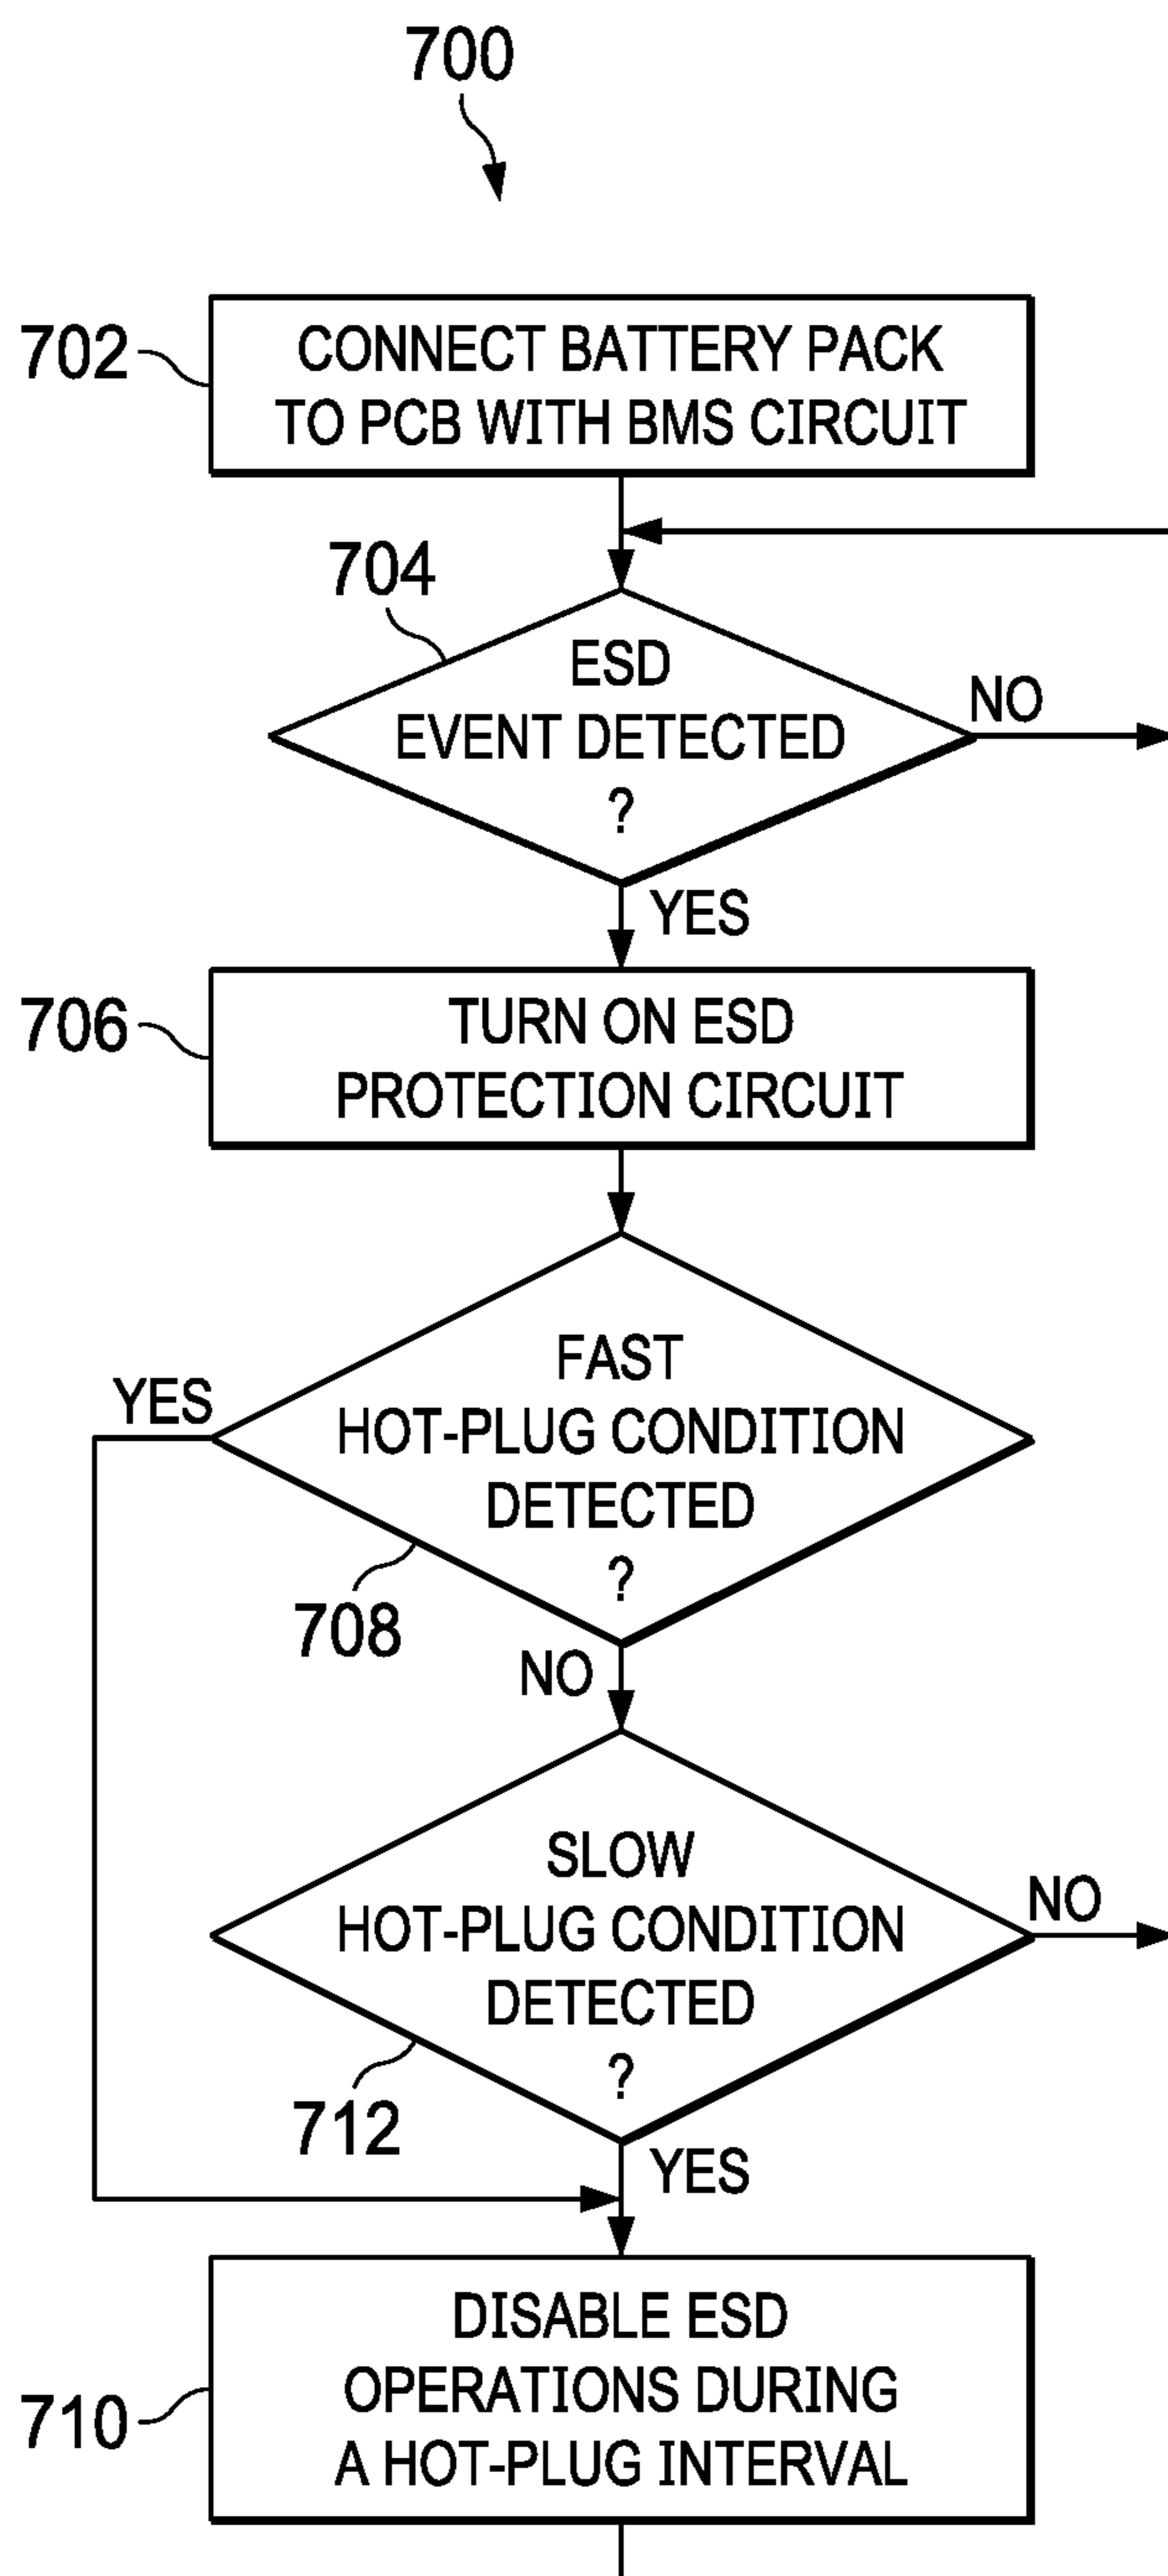 700
702
CONNECT BATTERY PACK
TO PCB WITH BMS CIRCUIT
704
ESD
EVENT DETECTED
?
NO
YES
706
TURN ON ESD
PROTECTION CIRCUIT
YES
FAST
HOT-PLUG CONDITION
DETECTED
?
708
NO
SLOW
HOT-PLUG CONDITION
DETECTED
?
NO
712
YES
710
DISABLE ESD
OPERATIONS DURING
A HOT-PLUG INTERVAL